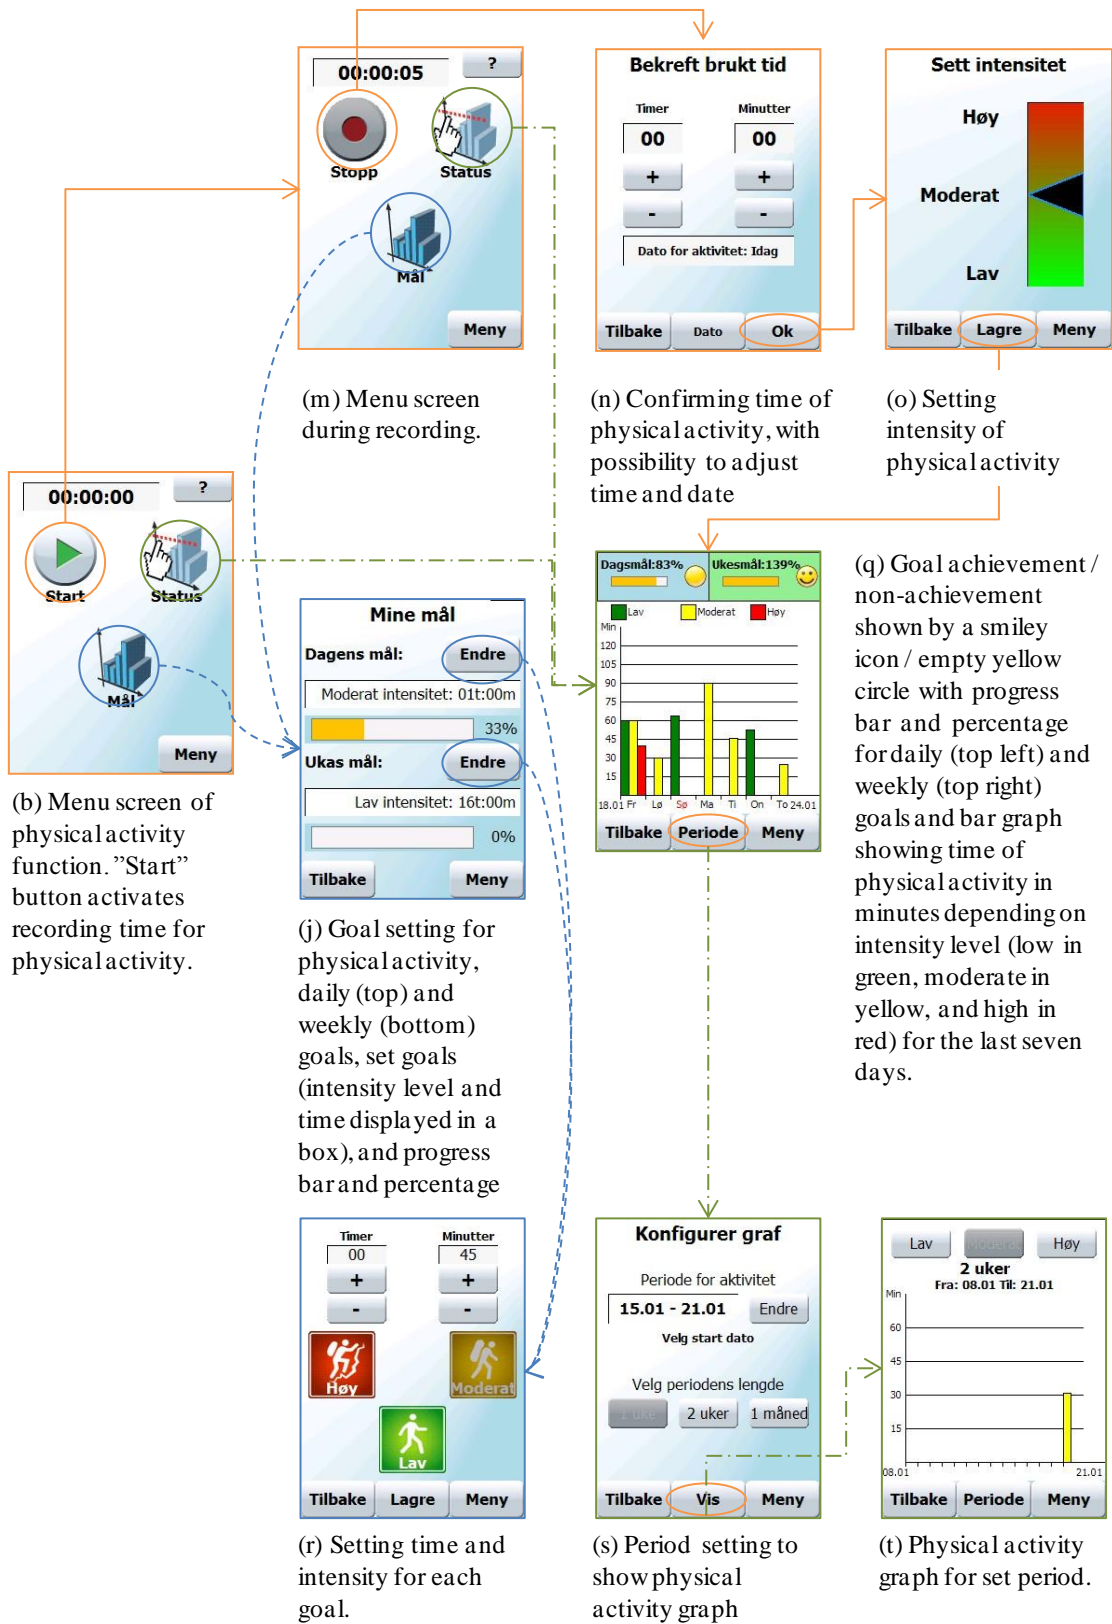 00:00:05
?
Stopp
Status
Mål
Meny
(m) Menu screen
during recording.
Bekreft brukt tid
Timer
Minutter
00
00
+
+
-
-
Dato for aktivitet: Idag
Tilbake
Dato
Ok
(n) Confirming time of
physical activity, with
possibility to adjust
time and date
Sett intensitet
Høy
Moderat
Lav
Tilbake
Lagre
Meny
(o) Setting
intensity of
physical activity
00:00:00
?
Start
Status
Mål
Meny
(b) Menu screen of
physical activity
function. ”Start”
button activates
recording time for
physical activity.
Mine mål
Dagens mål:
Endre
Moderat intensitet: 01t:00m
33%
Ukas mål:
Endre
Lav intensitet: 16t:00m
0%
Tilbake
Meny
(j) Goal setting for
physical activity,
daily (top) and
weekly (bottom)
goals, set goals
(intensity level and
time displayed in a
box), and progress
bar and percentage
Dagsmål:83%
Ukesmål:139%
Lav
Moderat
Høy
Min
120
105
90
75
60
45
30
15
18.01 Fr Lø Sø Ma Ti On To 24.01
Tilbake
Periode
Meny
(q) Goal achievement /
non-achievement
shown by a smiley
icon / empty yellow
circle with progress
bar and percentage
for daily (top left) and
weekly (top right)
goals and bar graph
showing time of
physical activity in
minutes depending on
intensity level (low in
green, moderate in
yellow, and high in
red) for the last seven
days.
Timer
Minutter
00
45
+
+
-
-
Høy
Moderat
Lav
Tilbake
Lagre
Meny
(r) Setting time and
intensity for each
goal.
Konfigurer graf
Periode for aktivitet
15.01 - 21.01
Endre
Velg start dato
Velg periodens lengde
1 uke
2 uker
1 måned
Tilbake
Vis
Meny
(s) Period setting to
show physical
activity graph
Lav
Moderat
Høy
2 uker
Fra: 08.01 Til: 21.01
Min
60
45
30
15
08.01
21.01
Tilbake
Periode
Meny
(t) Physical activity
graph for set period.